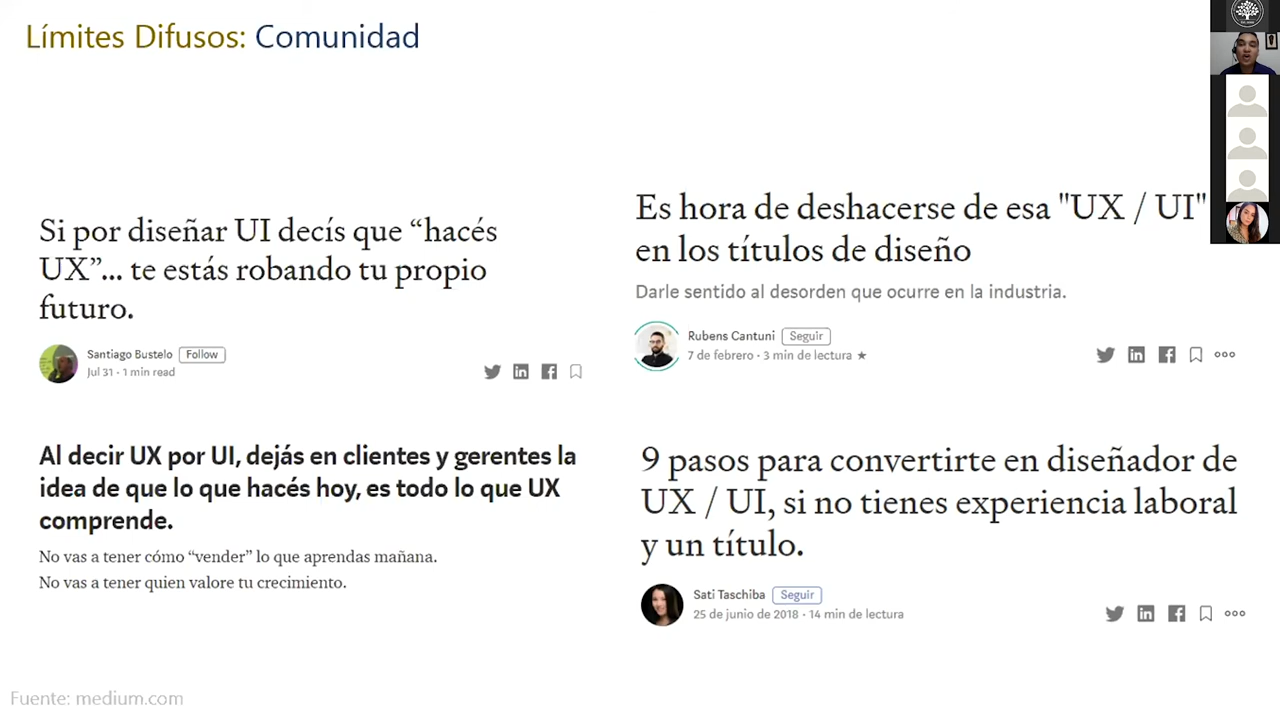 Límites Difusos: Comunidad
Si por diseñar UI decís que “hacés
UX”... te estás robando tu propio
futuro.
Santiago Bustelo Follow
Jul 31 · 1 min read
Al decir UX por UI, dejás en clientes y gerentes la
idea de que lo que hacés hoy, es todo lo que UX
comprende.
No vas a tener cómo “vender” lo que aprendas mañana.
No vas a tener quien valore tu crecimiento.
Es hora de deshacerse de esa "UX / UI"
en los títulos de diseño
Darle sentido al desorden que ocurre en la industria.
Rubens Cantuni Seguir
7 de febrero · 3 min de lectura ★
9 pasos para convertirte en diseñador de
UX / UI, si no tienes experiencia laboral
y un título.
Sati Taschiba Seguir
25 de junio de 2018 · 14 min de lectura
Fuente: medium.com